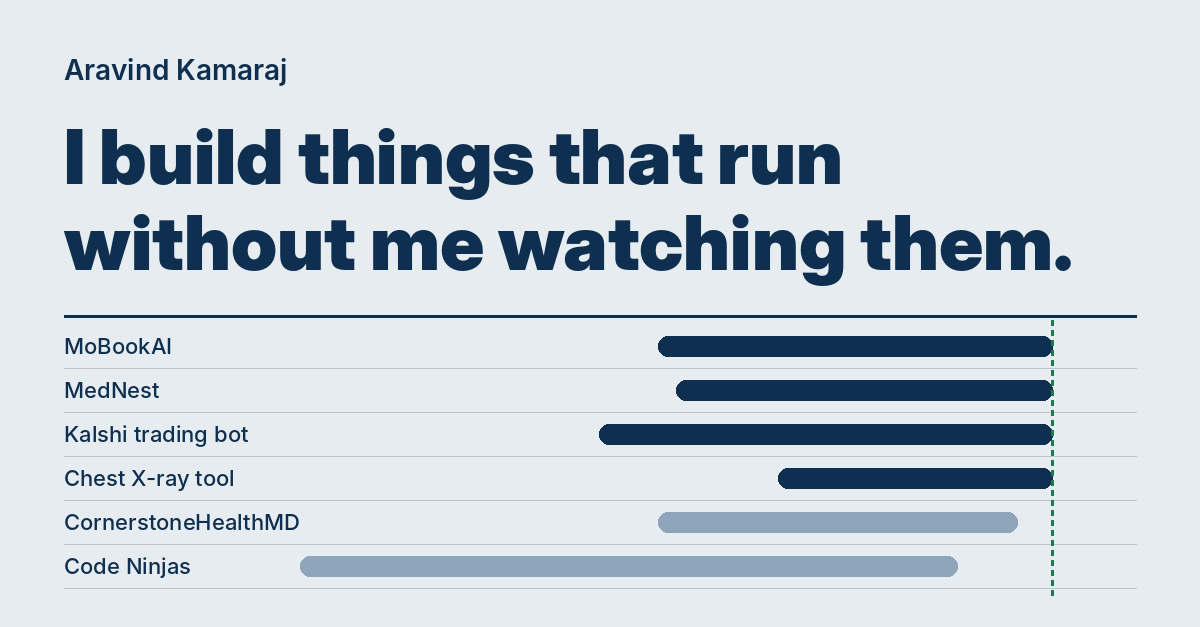 Aravind Kamaraj
I build things that run
without me watching them.
MoBookAI
MedNest
Kalshi trading bot
Chest X-ray tool
CornerstoneHealthMD
Code Ninjas